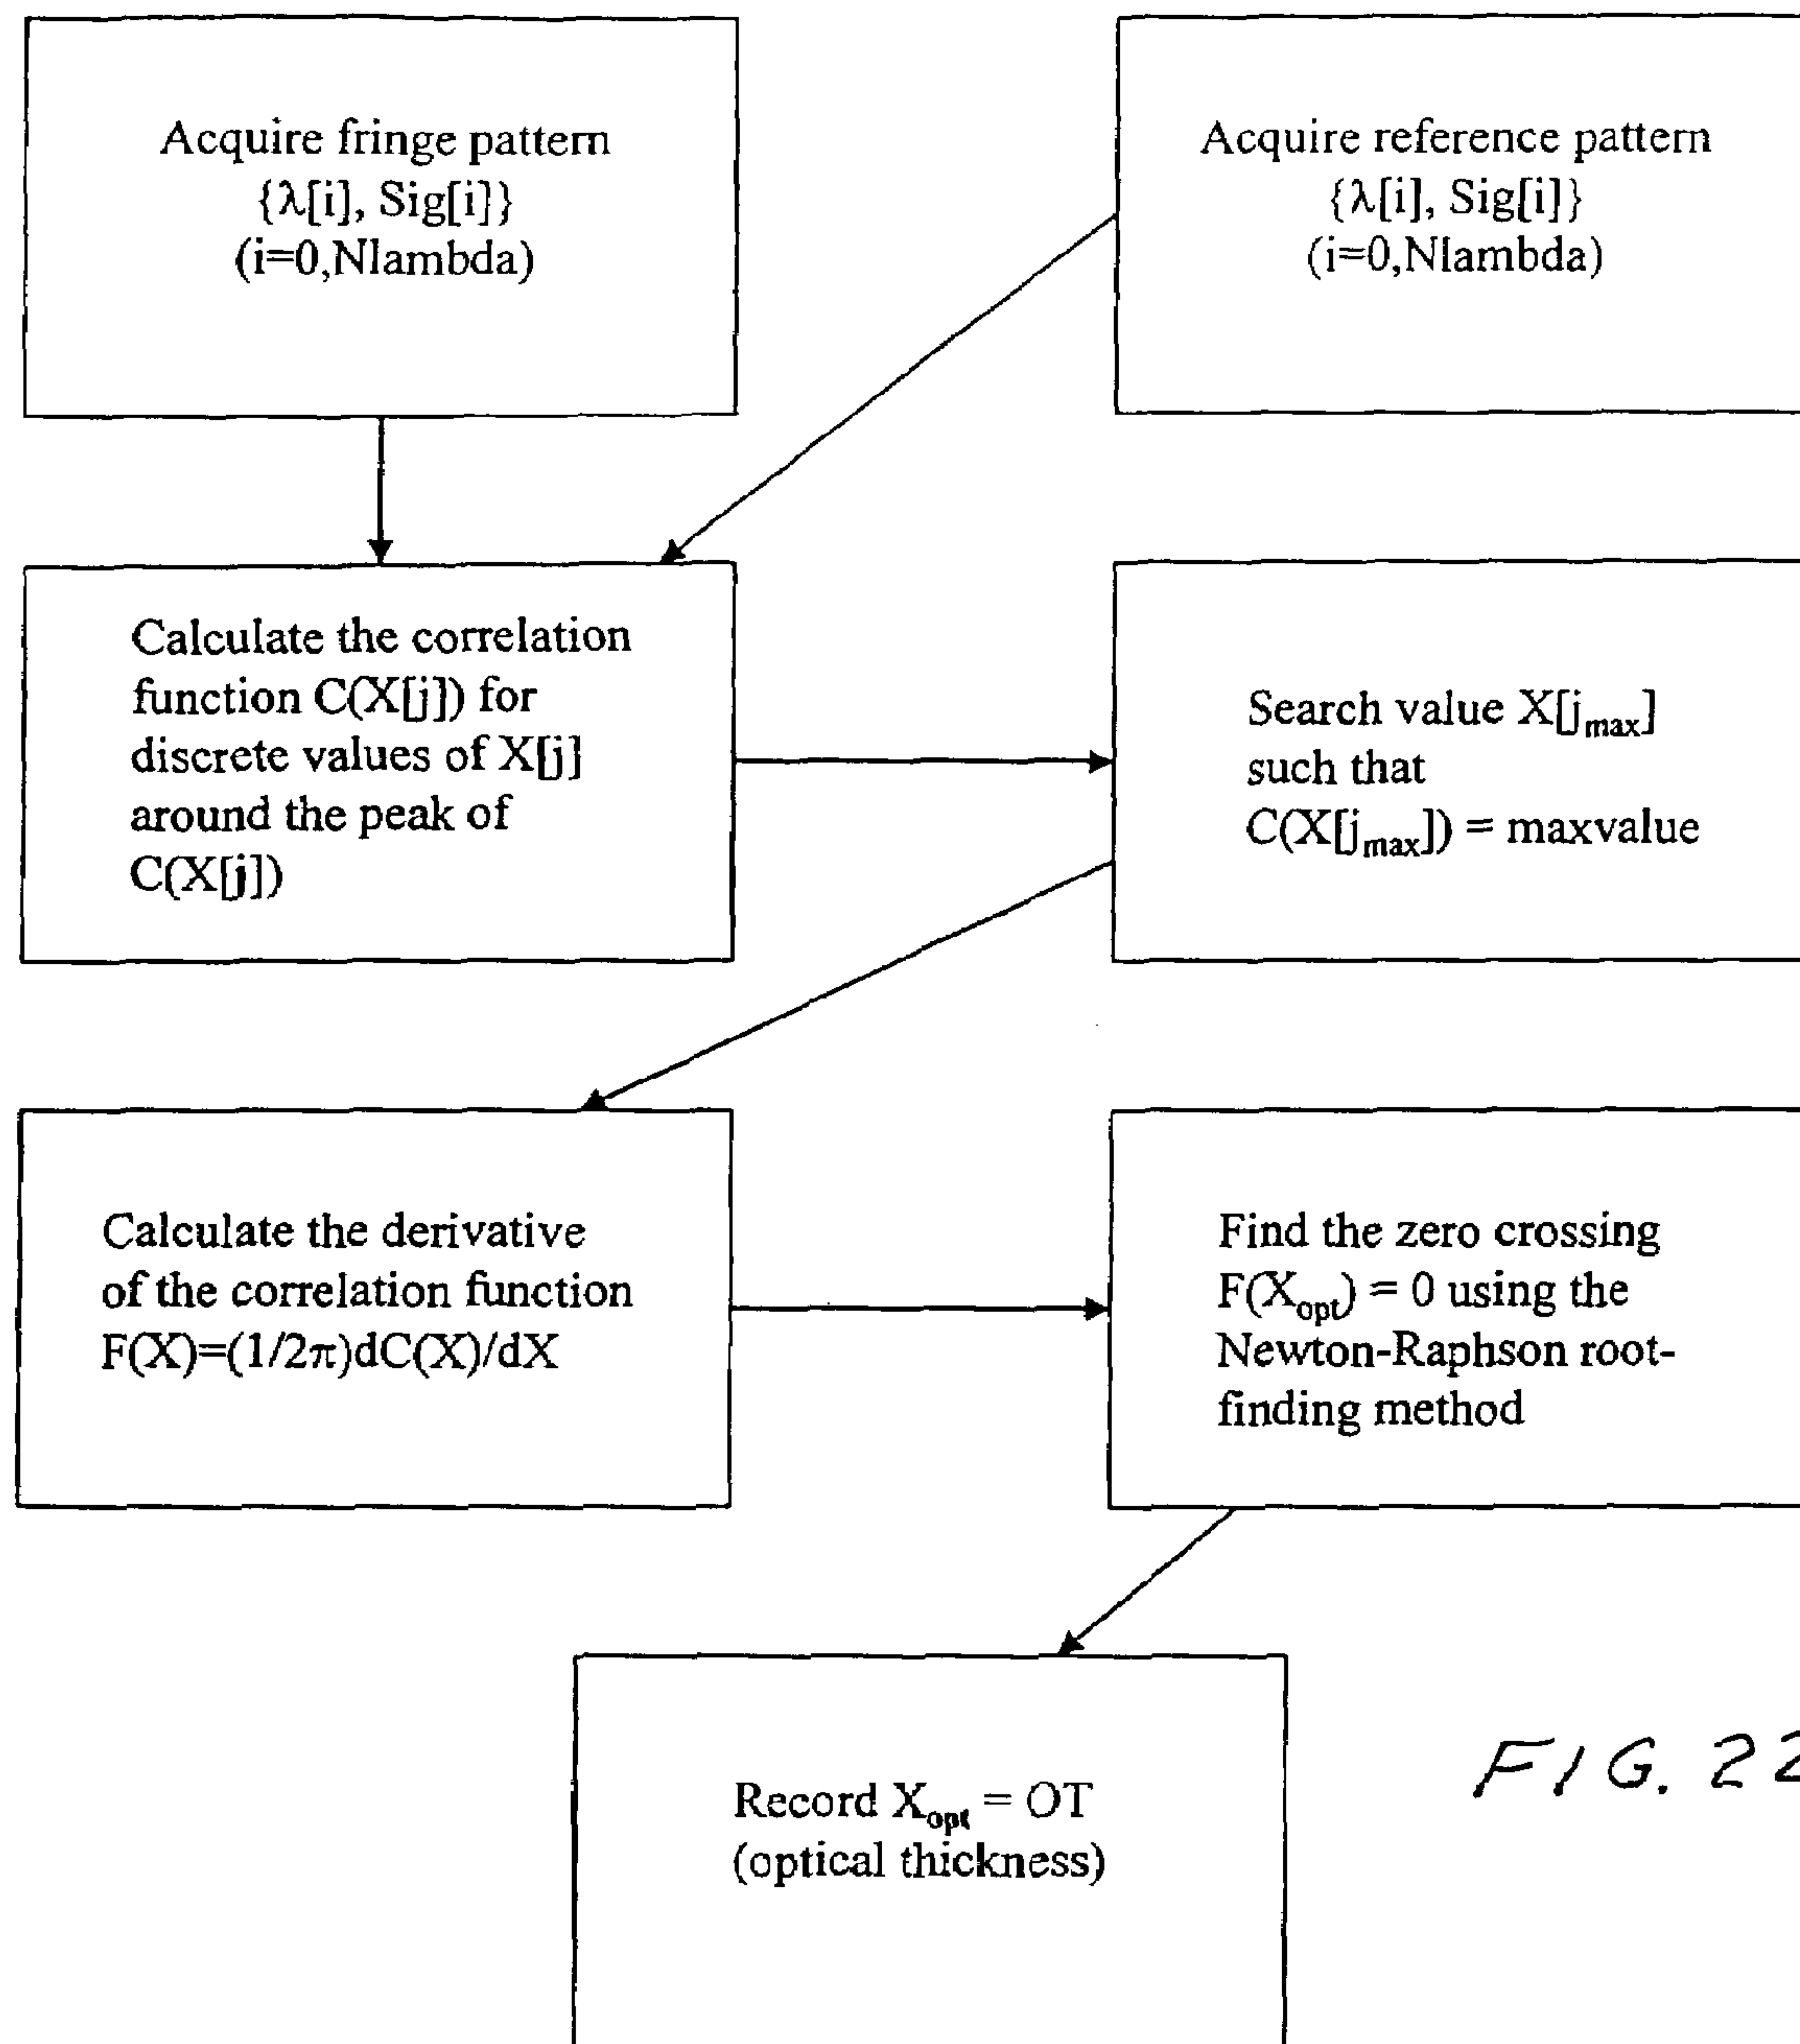 Acquire fringe pattern
{λ[i], Sig[i]}
(i=0,Nlambda)
Acquire reference pattern
{λ[i], Sig[i]}
(i=0,Nlambda)
Calculate the correlation
function C(X[j]) for
discrete values of X[j]
around the peak of
C(X[j])
Search value X[jmax]
such that
C(X[jmax]) = maxvalue
Calculate the derivative
of the correlation function
F(X)=(1/2π)dC(X)/dX
Find the zero crossing
F(Xopt) = 0 using the
Newton-Raphson root-
finding method
Record Xopt = OT
(optical thickness)
FIG. 22